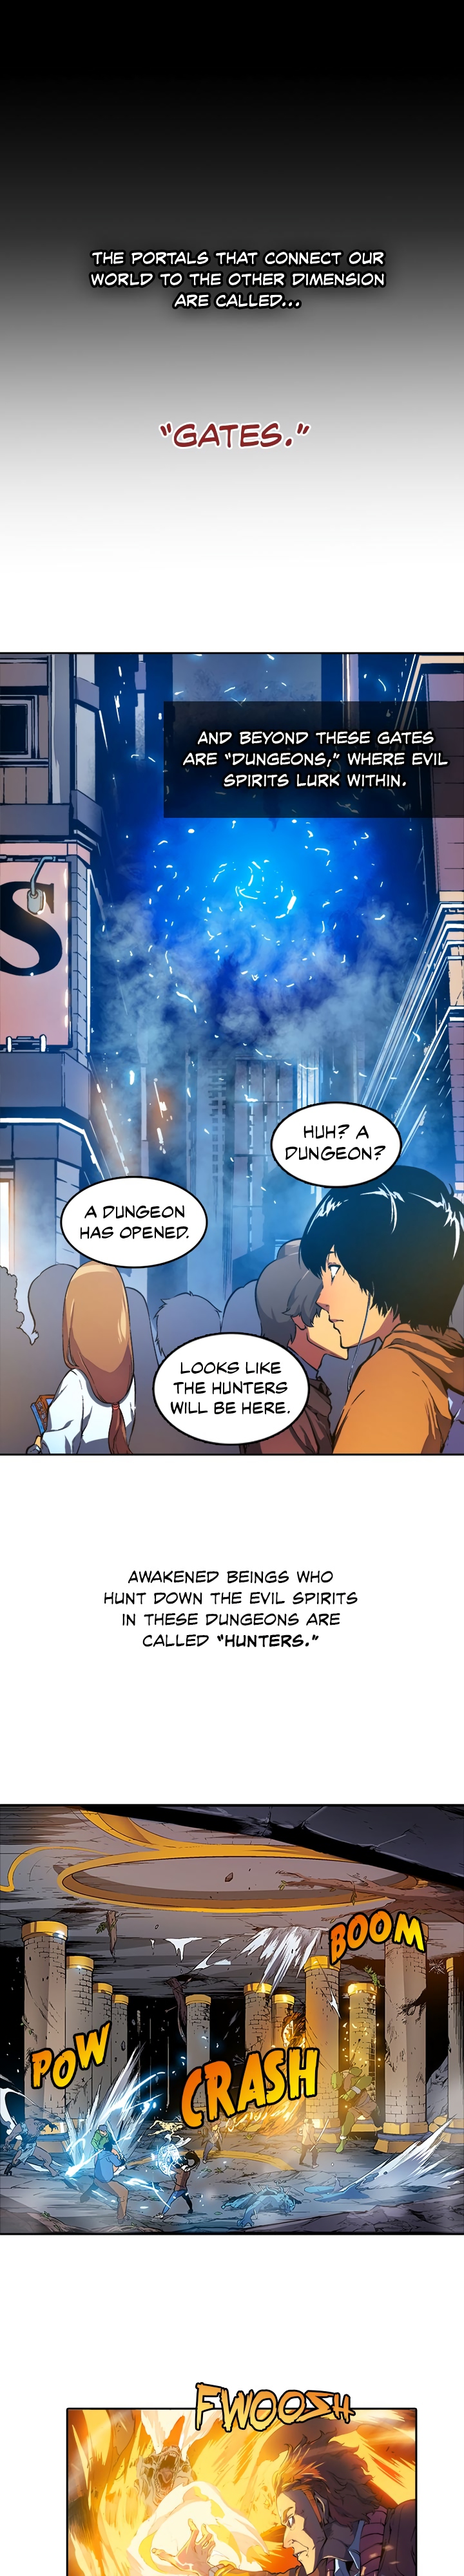 THE PORTALS THAT CONNECT OUR
WORLD TO THE OTHER DIMENSION
ARE CALLED...
"GATES."
AND BEYOND THESE GATES
ARE "DUNGEONS," WHERE EVIL
SPIRITS LURK WITHIN.
S
HUH? A
DUNGEON?
A DUNGEON
HAS OPENED.
LOOKS LIKE
THE HUNTERS
WILL BE HERE.
AWAKENED BEINGS WHO
HUNT DOWN THE EVIL SPIRITS
IN THESE DUNGEONS ARE
CALLED "HUNTERS."
BOOM
POW
CRASH
FWOOSH